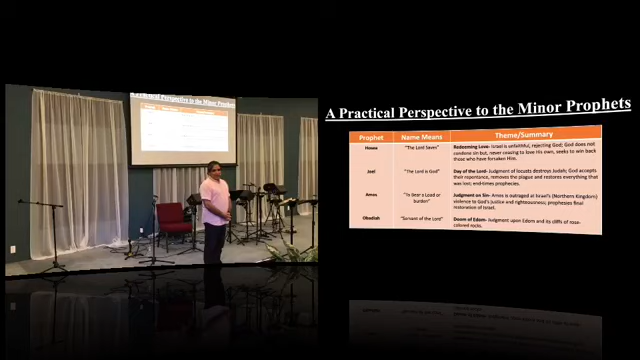 A Practical Perspective to the Minor Prophets
A Practical Perspective to the Minor Prophets
Prophet Name Means Theme/Summary
Hosea "The Lord Saves" Redeeming Love- Israel is unfaithful, rejecting God; God does not
condone sin but, never ceasing to love His own, seeks to win back
those who have forsaken Him.
Joel "The Lord is God" Day of the Lord- Judgment of locusts destroys Judah; God accepts
their repentance, removes the plague and restores everything that
was lost; end-times prophecies.
Amos "To Bear a Load or Judgment on Sin- Amos is outraged at Israel's (Northern Kingdom)
burden" violence to God's justice and righteousness; prophesies final
restoration of Israel.
Obadiah "Servant of the Lord" Doom of Edom- Judgment upon Edom and its cliffs of rose-
colored rocks.